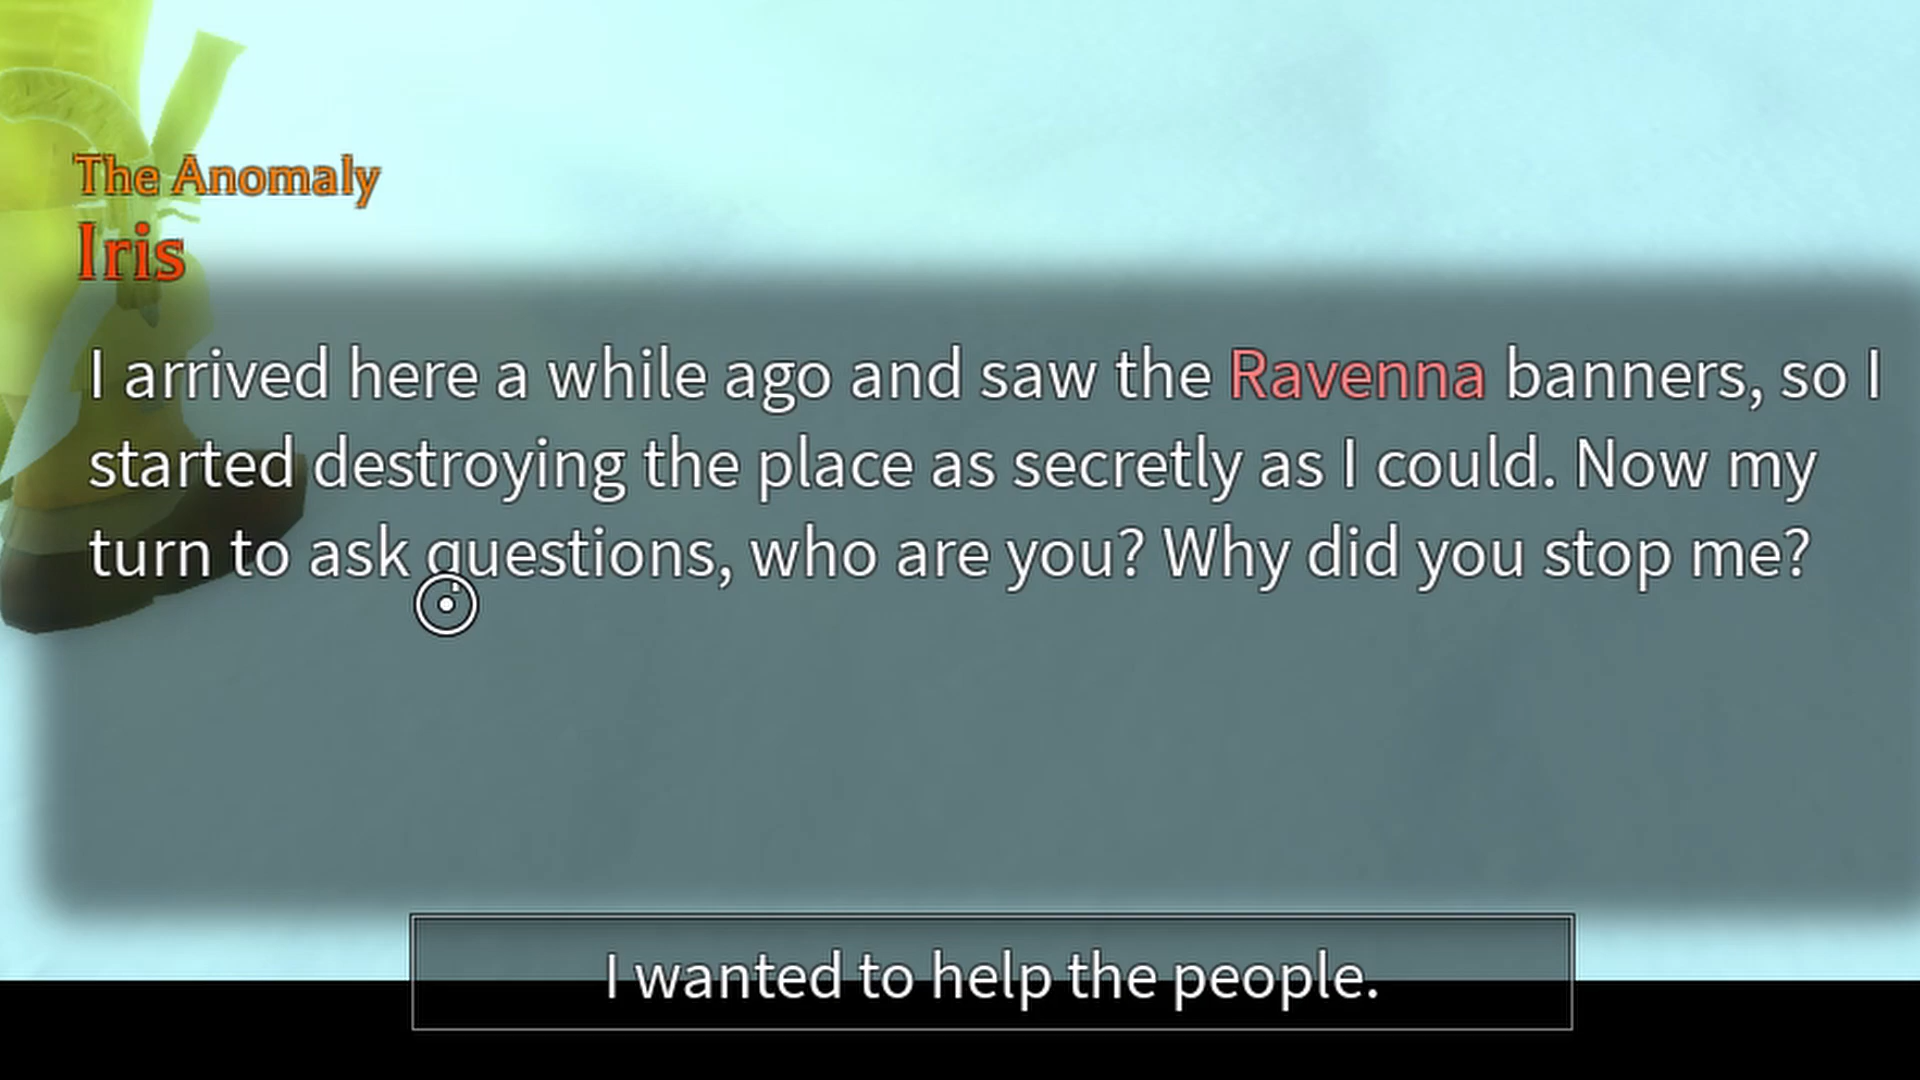 The Anomaly
Iris
I arrived here a while ago and saw the Ravenna banners, so I
started destroying the place as secretly as I could. Now my
turn to ask questions, who are you? Why did you stop me?
I wanted to help the people.